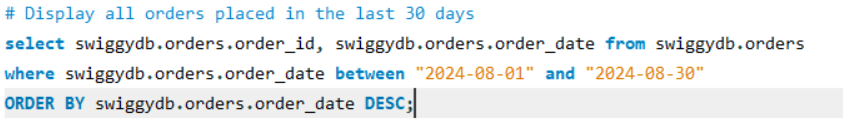 # Display all orders placed in the last 30 days
select swiggydb.orders.order_id, swiggydb.orders.order_date from swiggydb.orders
where swiggydb.orders.order_date between "2024-08-01" and "2024-08-30"
ORDER BY swiggydb.orders.order_date DESC;